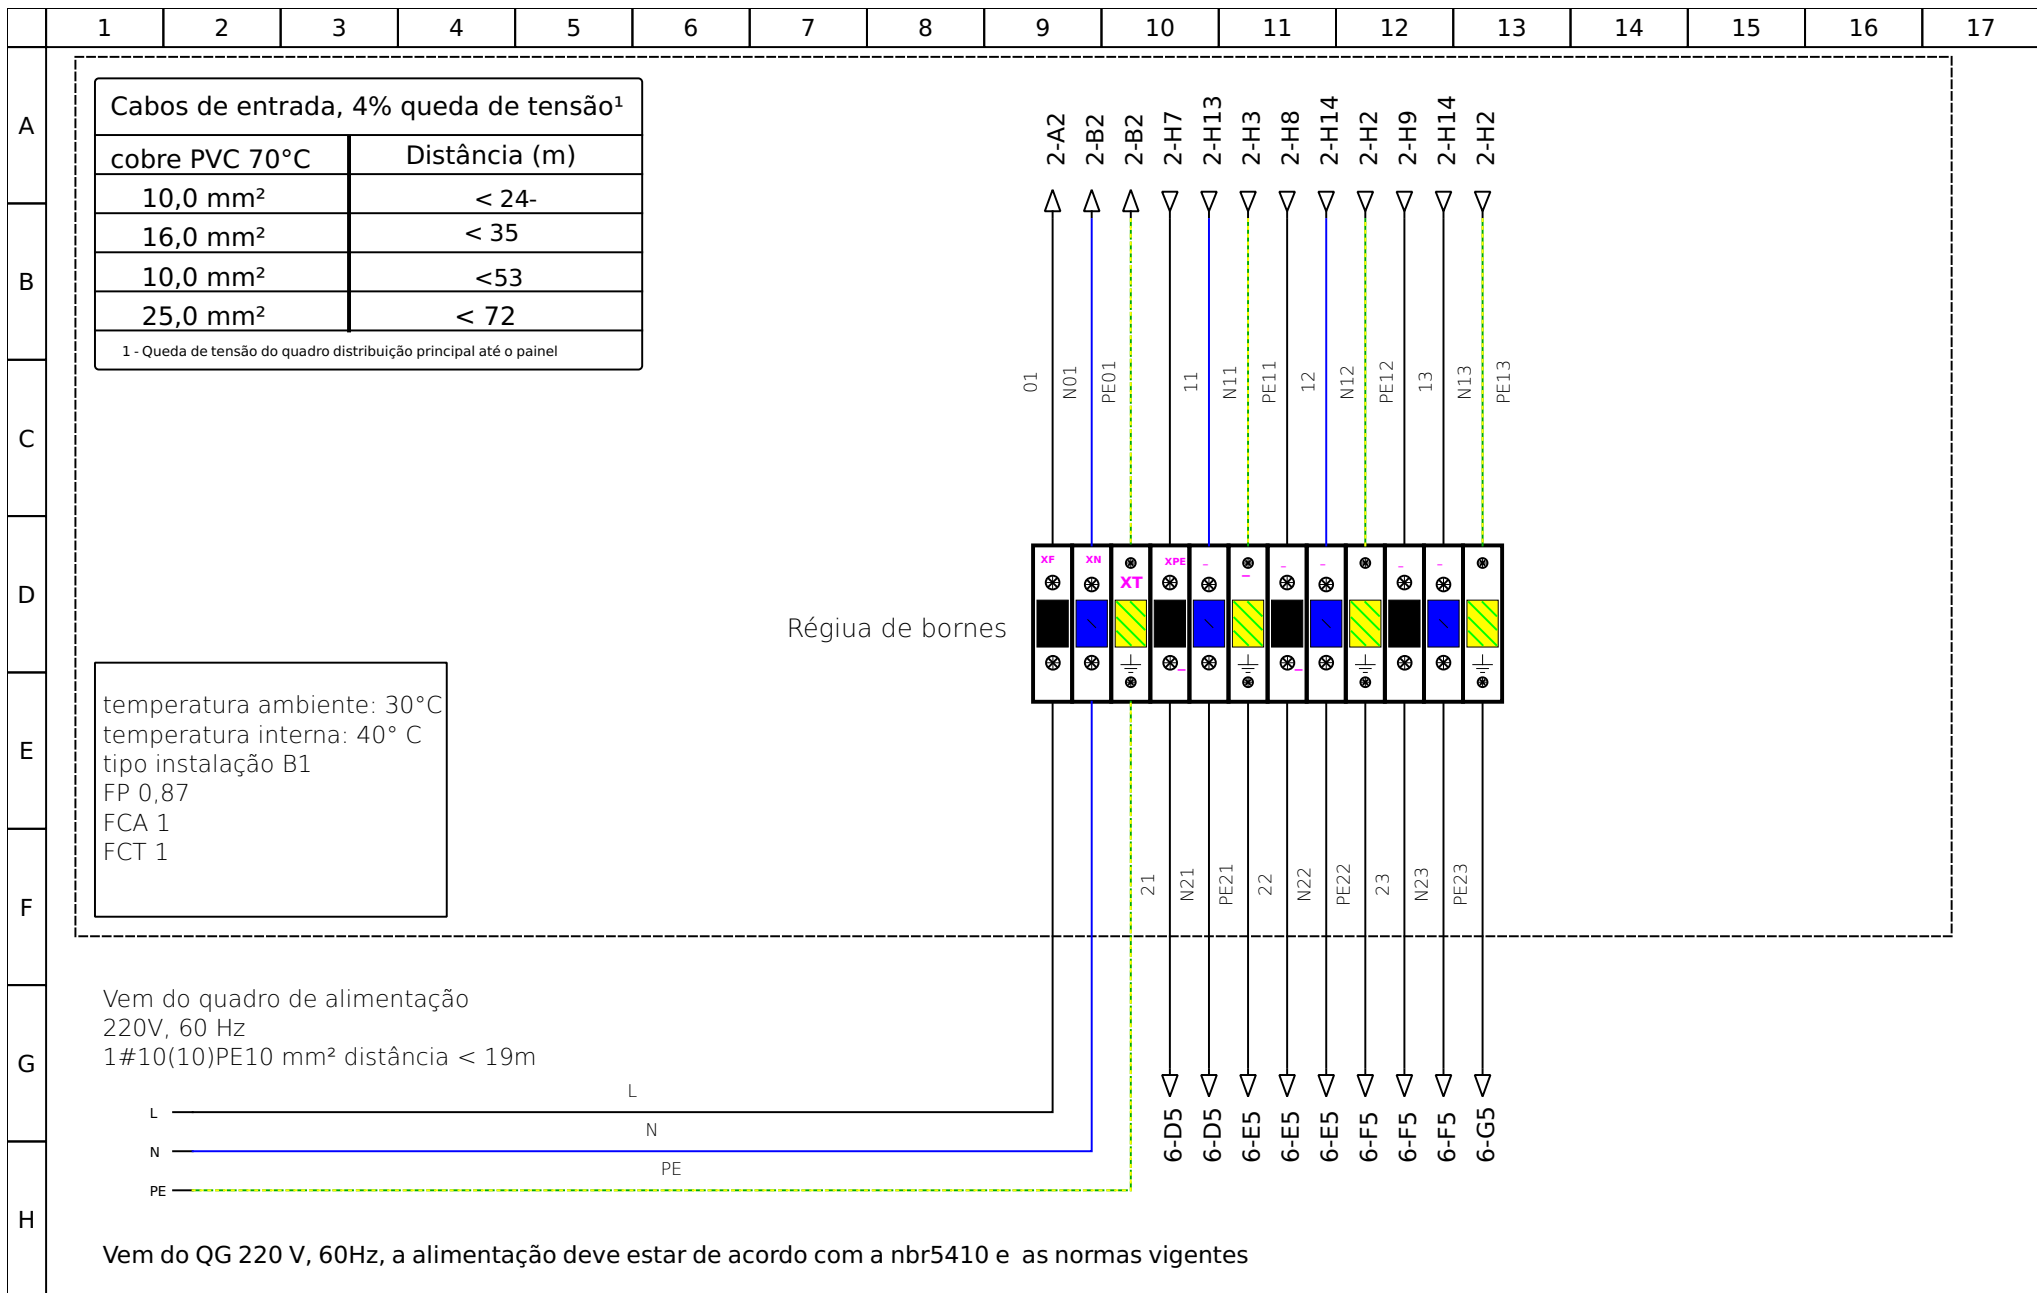 1 2 3 4 5 6 7 8 9 10 11 12 13 14 15 16 17
A
B
C
D
E
F
G
H
Cabos de entrada, 4% queda de tensão¹
cobre PVC 70°C Distância (m)
10,0 mm² < 24-
16,0 mm² < 35
10,0 mm² <53
25,0 mm² < 72
1 - Queda de tensão do quadro distribuição principal até o painel
2-A2
2-B2
2-B2
2-H7
2-H13
2-H3
2-H8
2-H14
2-H2
2-H9
2-H14
2-H2
01
N01
PE01
11
N11
PE11
12
N12
PE12
13
N13
PE13
XF XN XT XPE
Régiua de bornes
temperatura ambiente: 30°C
temperatura interna: 40° C
tipo instalação B1
FP 0,87
FCA 1
FCT 1
21
N21
PE21
22
N22
PE22
23
N23
PE23
Vem do quadro de alimentação
220V, 60 Hz
1#10(10)PE10 mm² distância < 19m
L
L
N
N
PE
PE
6-D5
6-D5
6-E5
6-E5
6-E5
6-F5
6-F5
6-F5
6-G5
Vem do QG 220 V, 60Hz, a alimentação deve estar de acordo com a nbr5410 e  as normas vigentes